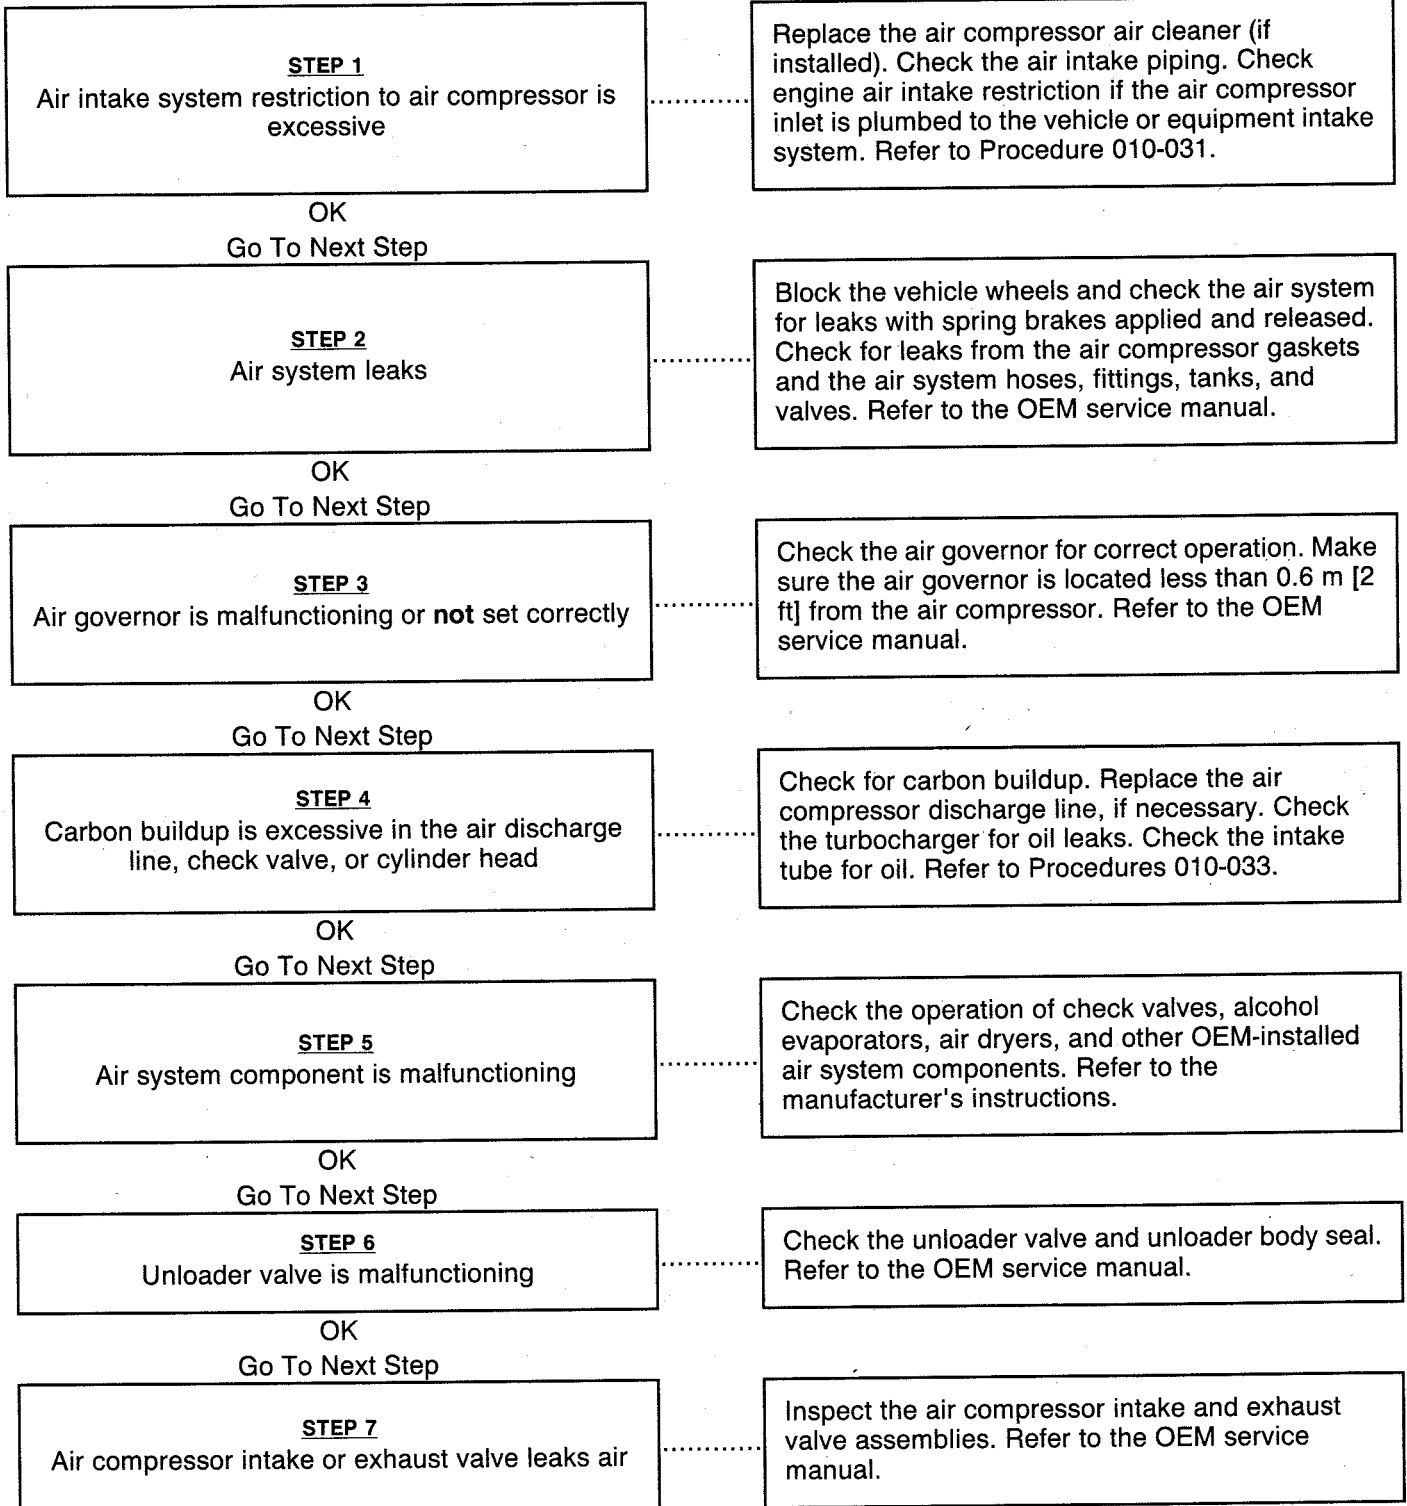 STEP 1
Air intake system restriction to air compressor is
excessive
Replace the air compressor air cleaner (if
installed). Check the air intake piping. Check
engine air intake restriction if the air compressor
inlet is plumbed to the vehicle or equipment intake
system. Refer to Procedure 010-031.
OK
Go To Next Step
STEP 2
Air system leaks
Block the vehicle wheels and check the air system
for leaks with spring brakes applied and released.
Check for leaks from the air compressor gaskets
and the air system hoses, fittings, tanks, and
valves. Refer to the OEM service manual.
OK
Go To Next Step
STEP 3
Air governor is malfunctioning or not set correctly
Check the air governor for correct operation. Make
sure the air governor is located less than 0.6 m [2
ft] from the air compressor. Refer to the OEM
service manual.
OK
Go To Next Step
STEP 4
Carbon buildup is excessive in the air discharge
line, check valve, or cylinder head
Check for carbon buildup. Replace the air
compressor discharge line, if necessary. Check
the turbocharger for oil leaks. Check the intake
tube for oil. Refer to Procedures 010-033.
OK
Go To Next Step
STEP 5
Air system component is malfunctioning
Check the operation of check valves, alcohol
evaporators, air dryers, and other OEM-installed
air system components. Refer to the
manufacturer's instructions.
OK
Go To Next Step
STEP 6
Unloader valve is malfunctioning
Check the unloader valve and unloader body seal.
Refer to the OEM service manual.
OK
Go To Next Step
STEP 7
Air compressor intake or exhaust valve leaks air
Inspect the air compressor intake and exhaust
valve assemblies. Refer to the OEM service
manual.